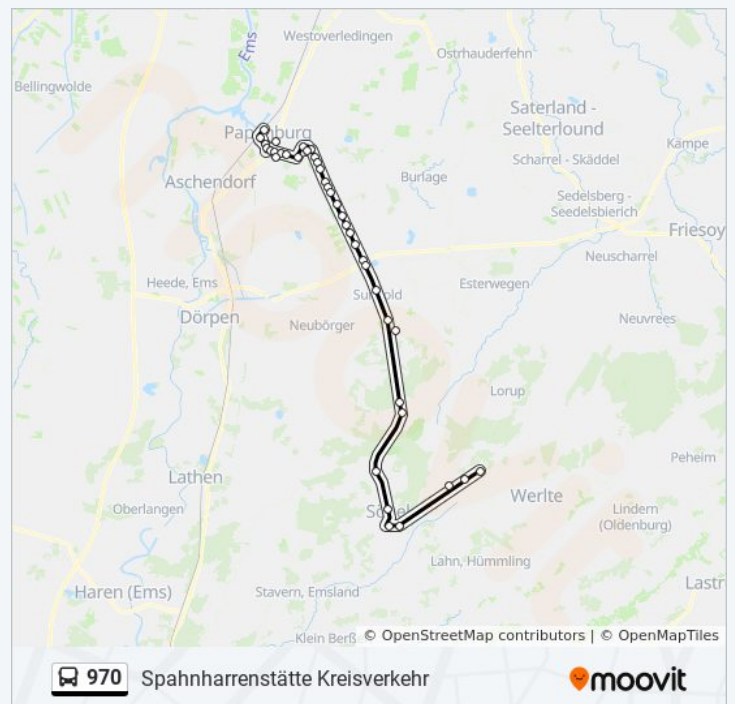 Westoverledingen
Ems
Ostrhauderfehn
Bellingwolde
Saterland -
Seelterlound
Papenburg
Kampe
Scharrel - Skäddel
Aschendorf
Burlage
Sedelsberg -
Seedelsbierich
Friesoy
Neuscharrel
Heede, Ems
Esterwegen
Surwold
Dörpen
Neubörger
Neuvrees
Lorup
Peheim
Lathen
Werlte
Oberlangen
Lindem
(Oldenburg)
Lahn, Hümmling
Lastr
Haren (Ems)
Stavern, Emsland
Klein Berß
© OpenStreetMap contributors | © OpenMapTiles
970 Spahnharrenstätte Kreisverkehr
moovit